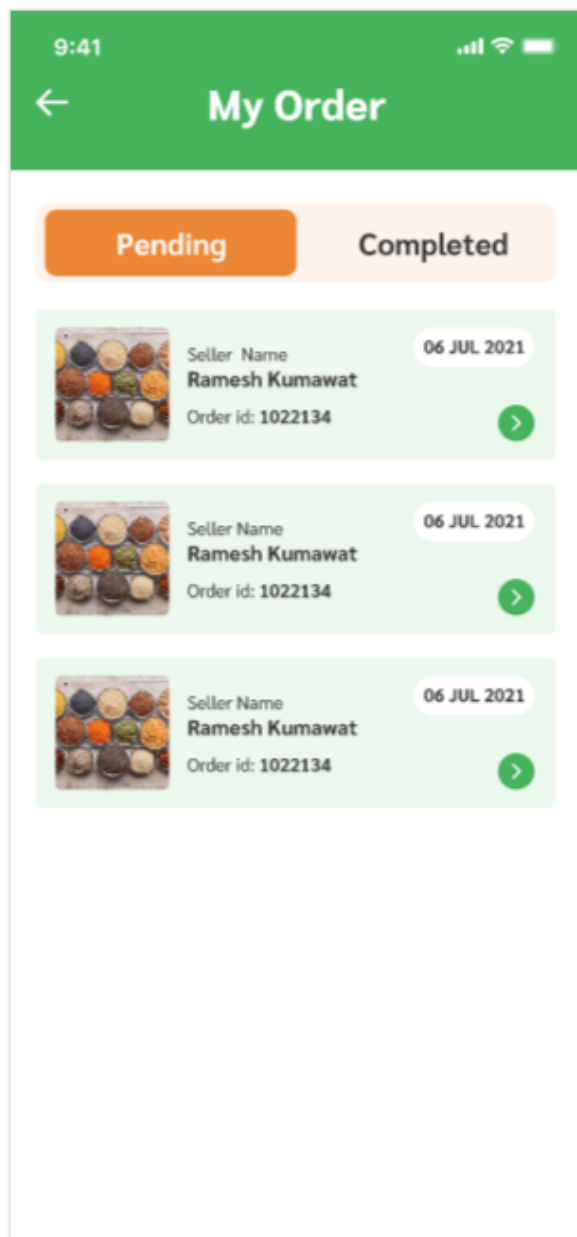 9:41
My Order
Pending Completed
Seller Name
06 JUL 2021
Ramesh Kumawat
Order id: 1022134
Seller Name
06 JUL 2021
Ramesh Kumawat
Order id: 1022134
Seller Name
06 JUL 2021
Ramesh Kumawat
Order id: 1022134